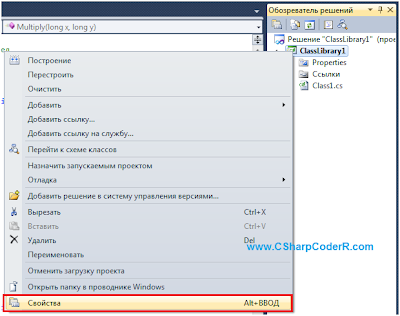 Multiply(long x, long y)
Обозреватель решений
Решение "ClassLibrary1" (прое
ClassLibrary1
Properties
Ссылки
Class1.cs
Построение
Перестроить
Очистить
Добавить
Добавить ссылку...
Добавить ссылку на службу...
Перейти к схеме классов
Назначить запускаемым проектом
Отладка
Добавить решение в систему управления версиями...
Вырезать Ctrl+X
Вставить Ctrl+V
Удалить Del
Переименовать
Отменить загрузку проекта
Открыть папку в проводнике Windows
Свойства Alt+ВВОД
www.CSharpCoderR.com